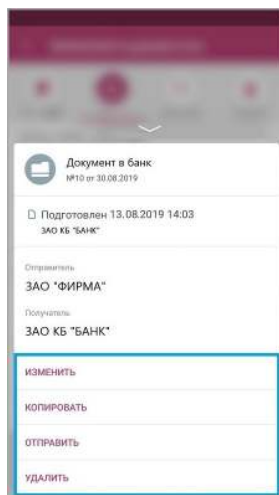 Документ в банк
№10 от 30.08.2019
Подготовлен 13.08.2019 14:03
ЗАО КБ "БАНК"
Отправитель
ЗАО "ФИРМА"
Получатель
ЗАО КБ "БАНК"
ИЗМЕНИТЬ
КОПИРОВАТЬ
ОТПРАВИТЬ
УДАЛИТЬ